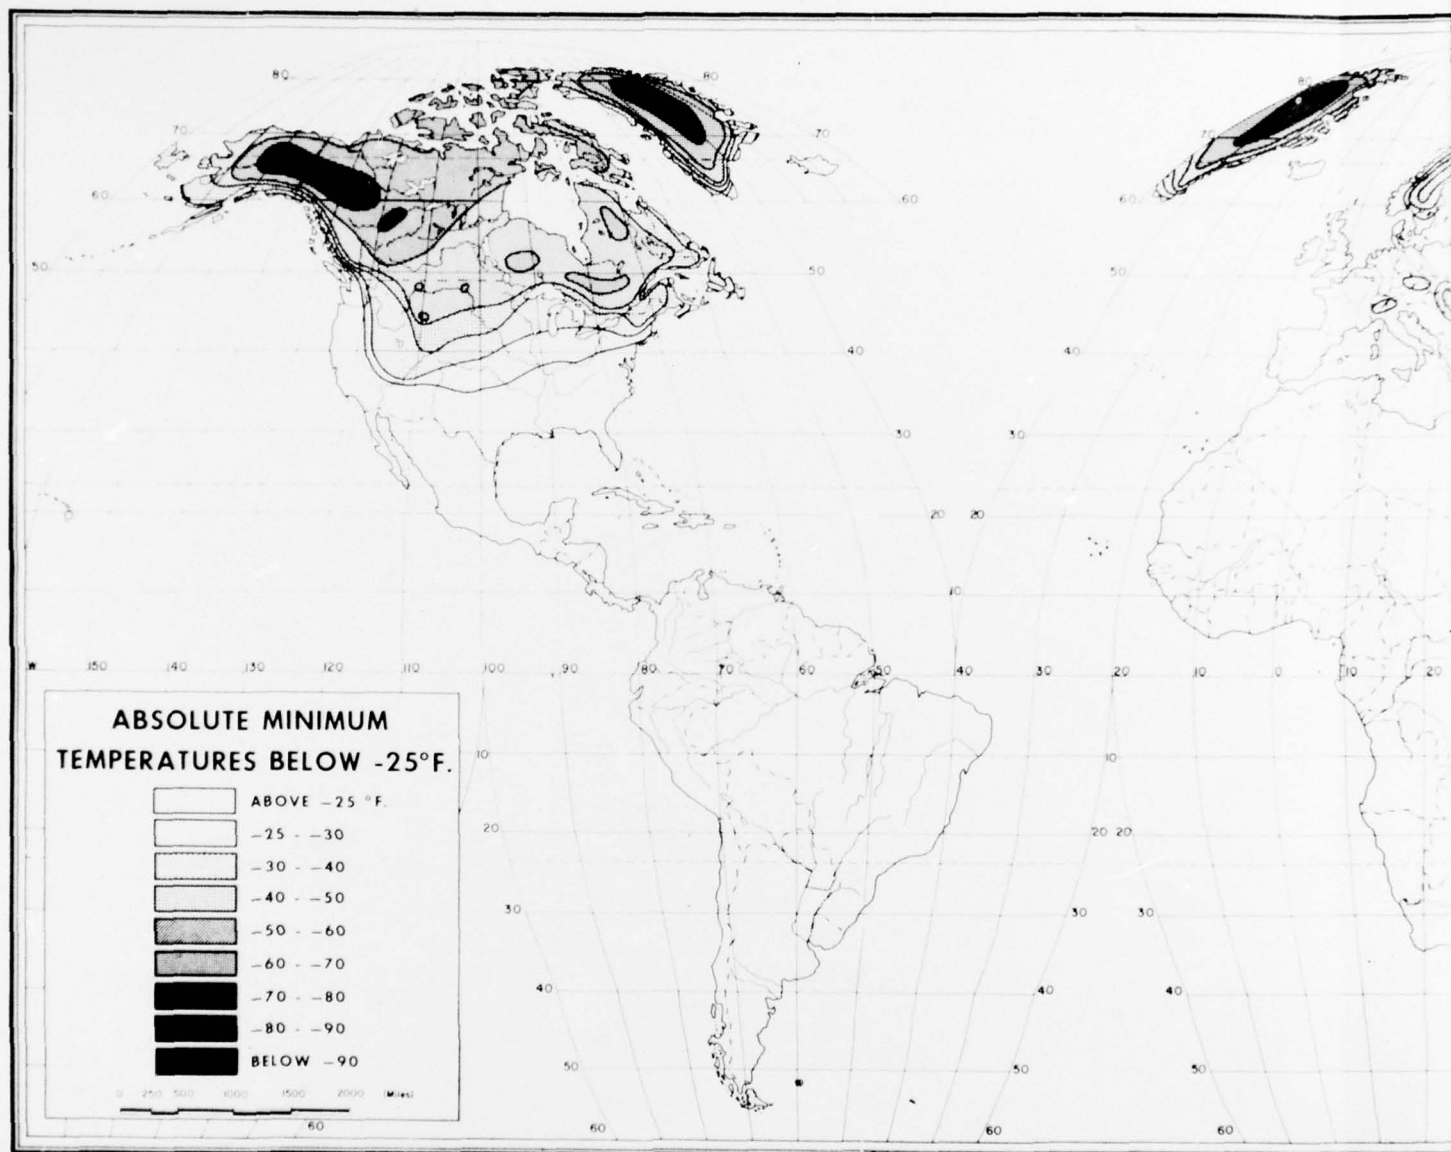 80 80 80
70 70 70
60 60 60
50 50 50
40 40
30 30
20 20
10
W 150 140 130 120 110 100 90 80 70 60 50 40 30 20 10 0 10 20
ABSOLUTE MINIMUM
TEMPERATURES BELOW -25°F.
ABOVE -25 °F.
-25 - -30
-30 - -40
-40 - -50
-50 - -60
-60 - -70
-70 - -80
-80 - -90
BELOW -90
0 250 500 1000 1500 2000 (Miles)
10 10 10
20 20 20
30 30 30
40 40 40
50 50 50
60 60 60 60